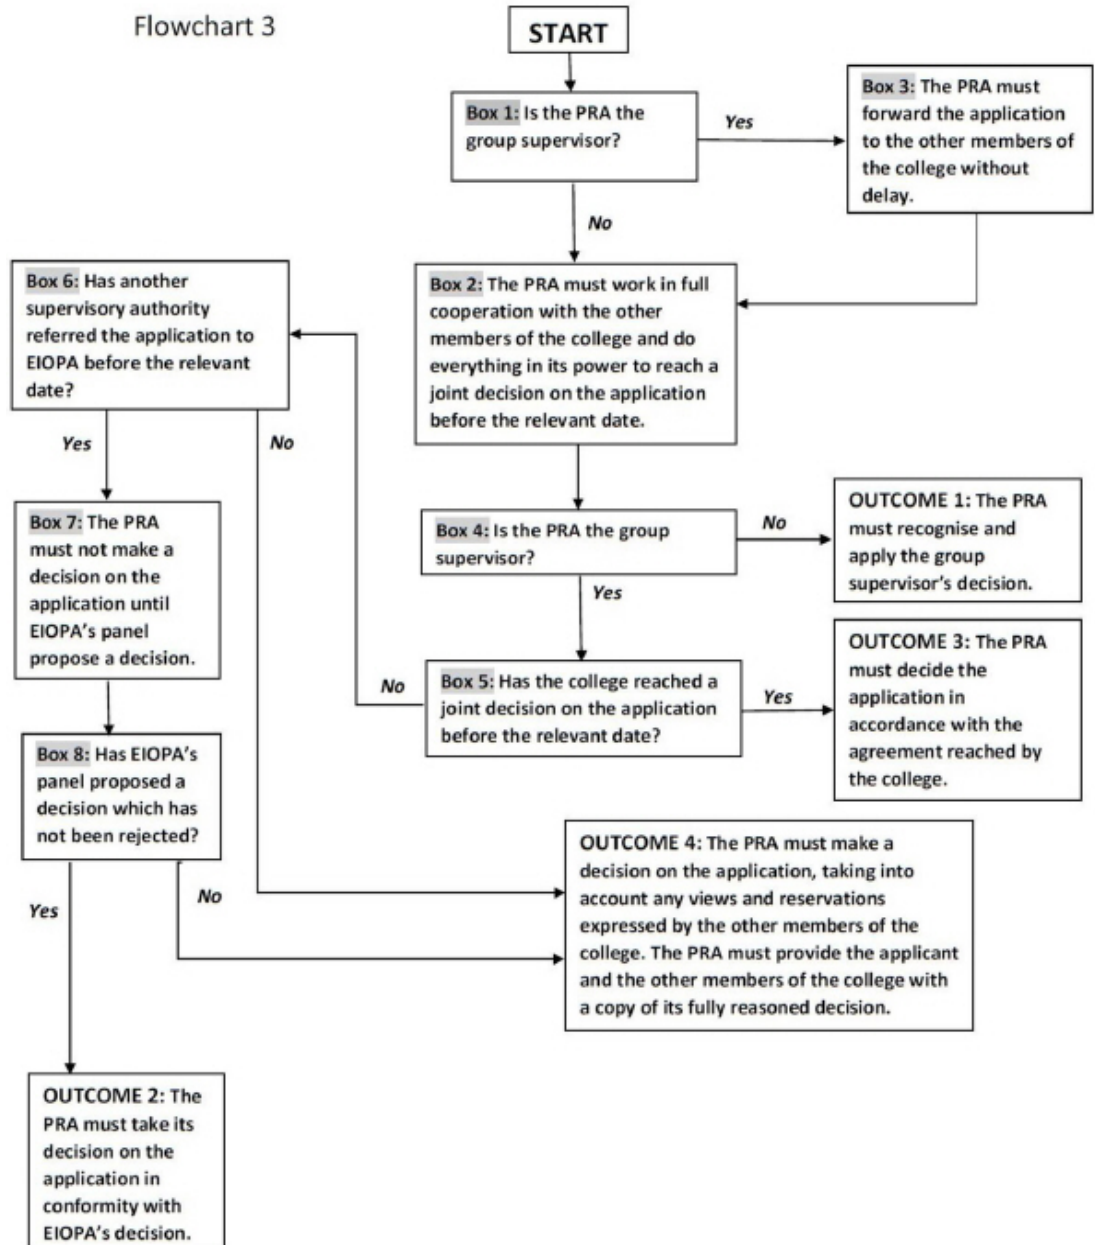 Flowchart 3
START
Box 1: Is the PRA the
group supervisor?
Yes
Box 3: The PRA must
forward the application
to the other members of
the college without
delay.
No
Box 2: The PRA must work in full
cooperation with the other
members of the college and do
everything in its power to reach a
joint decision on the application
before the relevant date.
Box 6: Has another
supervisory authority
referred the application to
EIOPA before the relevant
date?
Yes
No
Box 4: Is the PRA the group
supervisor?
No
OUTCOME 1: The PRA
must recognise and
apply the group
supervisor's decision.
Yes
Box 7: The PRA
must not make a
decision on the
application until
EIOPA's panel
propose a decision.
Box 5: Has the college reached a
joint decision on the application
before the relevant date?
No
Yes
OUTCOME 3: The PRA
must decide the
application in
accordance with the
agreement reached by
the college.
Box 8: Has EIOPA's
panel proposed a
decision which has
not been rejected?
Yes
No
OUTCOME 4: The PRA must make a
decision on the application, taking into
account any views and reservations
expressed by the other members of the
college. The PRA must provide the applicant
and the other members of the college with
a copy of its fully reasoned decision.
OUTCOME 2: The
PRA must take its
decision on the
application in
conformity with
EIOPA's decision.